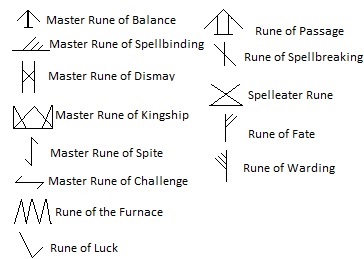 Master Rune of Balance
Master Rune of Spellbinding
Master Rune of Dismay
Master Rune of Kingship
Master Rune of Spite
Master Rune of Challenge
Rune of the Furnace
Rune of Luck
Rune of Passage
Rune of Spellbreaking
Spelleater Rune
Rune of Fate
Rune of Warding